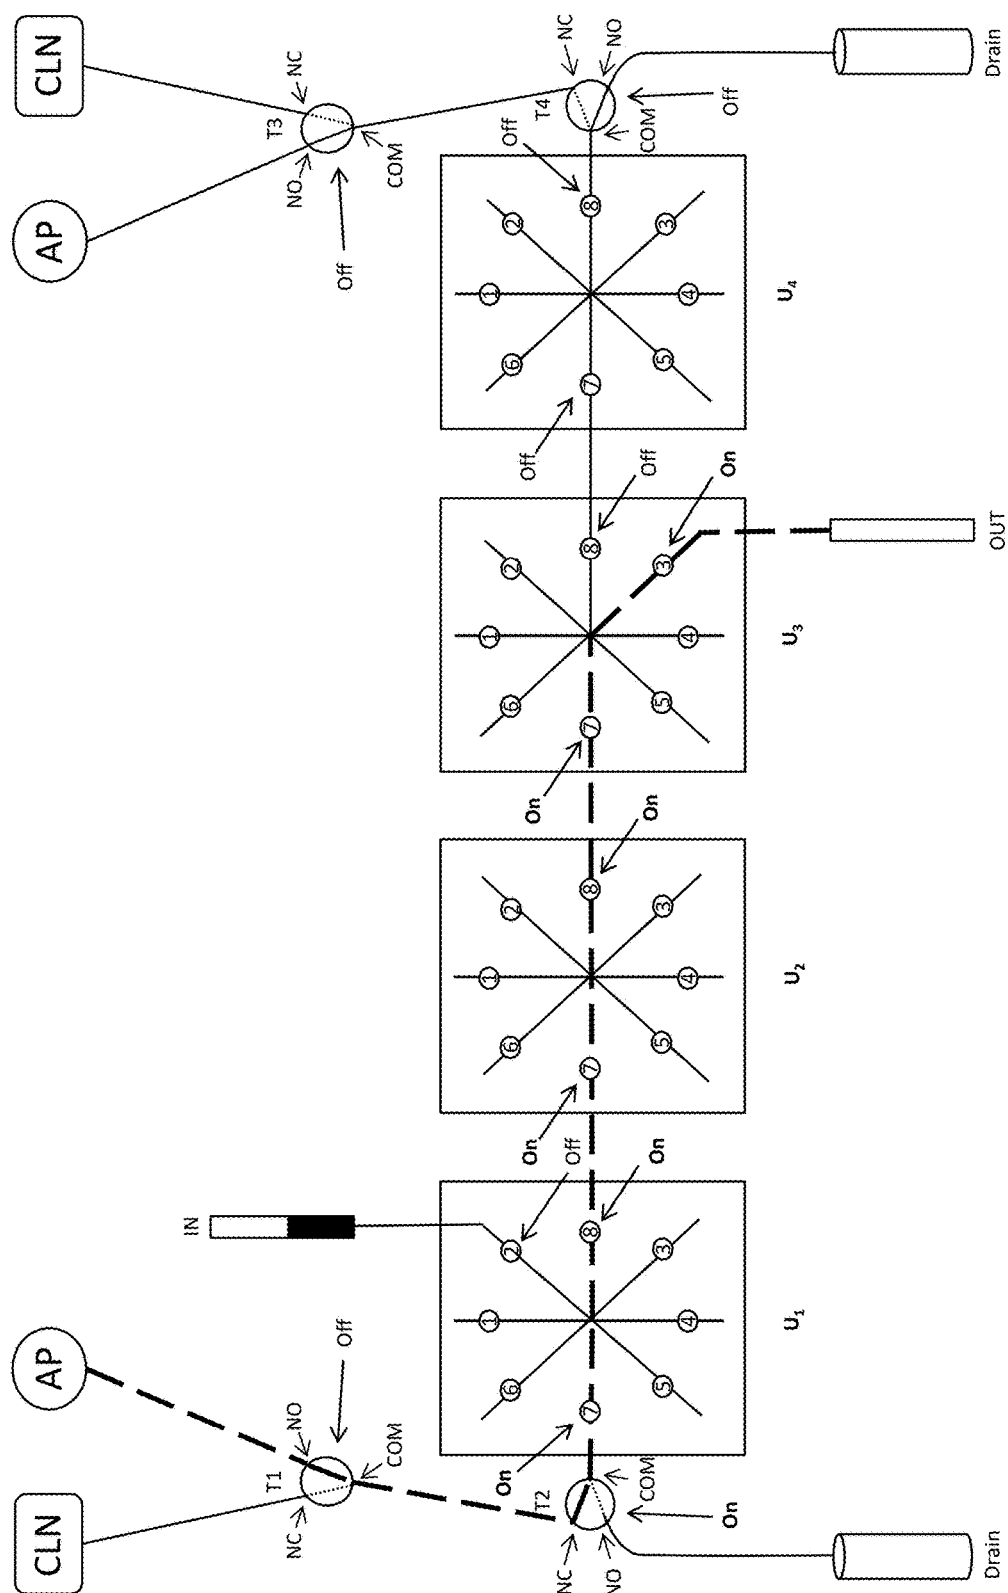 CLN
AP
AP
CLN
IN
T1
T3
NC
NO
NO
NC
Off
Off
COM
COM
On
T2
On
Off
On
Off
Off
T4
NC
NC
NO
NO
1
6
2
7
8
5
3
4
1
6
2
7
8
5
3
4
1
6
2
7
8
5
3
4
1
6
2
7
8
5
3
4
COM
On
On
Off
COM
On
On
Off
U₁
U₂
U₃
U₄
Drain
OUT
Drain